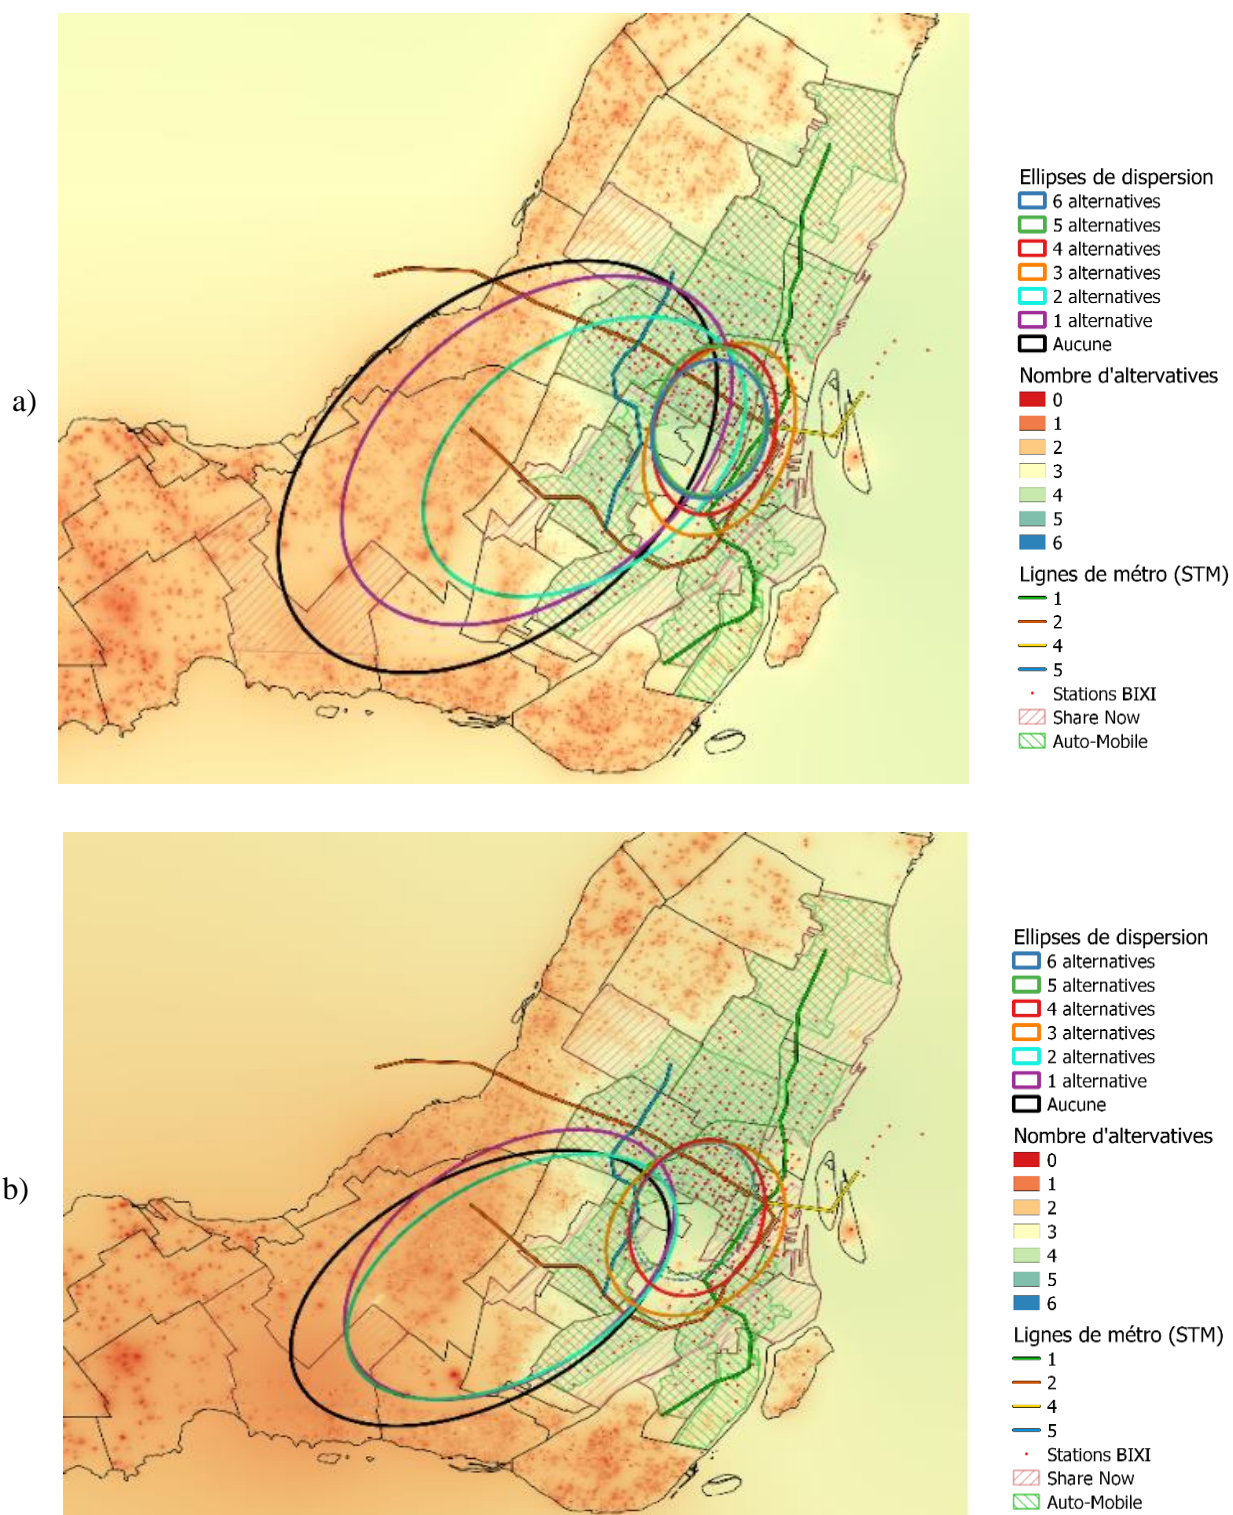 a)
Ellipses de dispersion
6 alternatives
5 alternatives
4 alternatives
3 alternatives
2 alternatives
1 alternative
Aucune
Nombre d'altervatives
0
1
2
3
4
5
6
Lignes de métro (STM)
1
2
4
5
Stations BIXI
Share Now
Auto-Mobile
b)
Ellipses de dispersion
6 alternatives
5 alternatives
4 alternatives
3 alternatives
2 alternatives
1 alternative
Aucune
Nombre d'altervatives
0
1
2
3
4
5
6
Lignes de métro (STM)
1
2
4
5
Stations BIXI
Share Now
Auto-Mobile